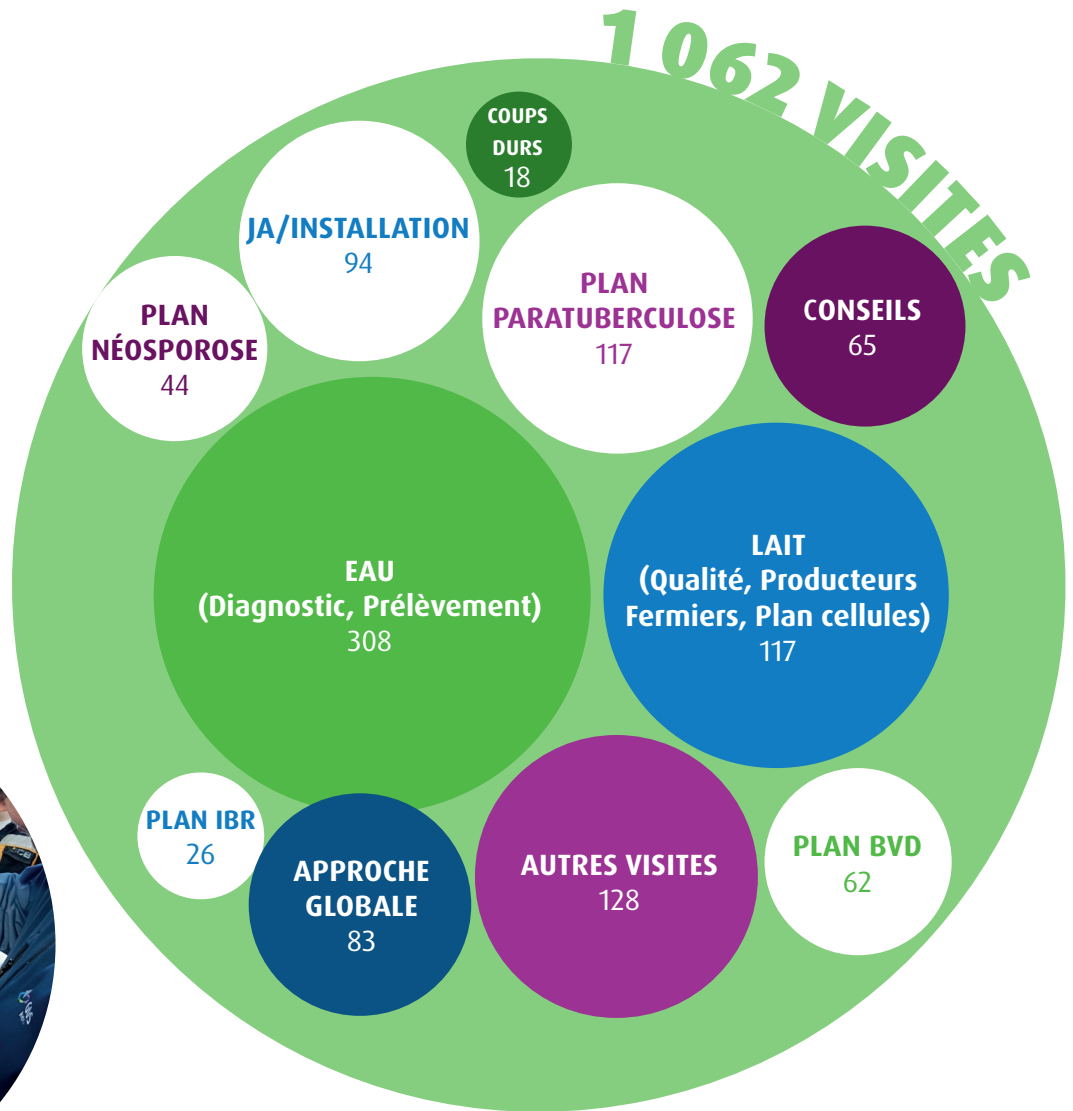 1 062 VISITES
COUPS
DURS
18
JA/INSTALLATION
94
PLAN
PARATUBERCULOSE
117
CONSEILS
65
PLAN
NÉOSPOROSE
44
EAU
(Diagnostic, Prélèvement)
308
LAIT
(Qualité, Producteurs
Fermiers, Plan cellules)
117
PLAN IBR
26
APPROCHE
GLOBALE
83
AUTRES VISITES
128
PLAN BVD
62